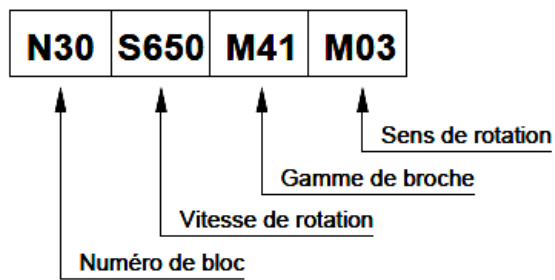 N30 S650 M41 M03
Sens de rotation
Gamme de broche
Vitesse de rotation
Numéro de bloc